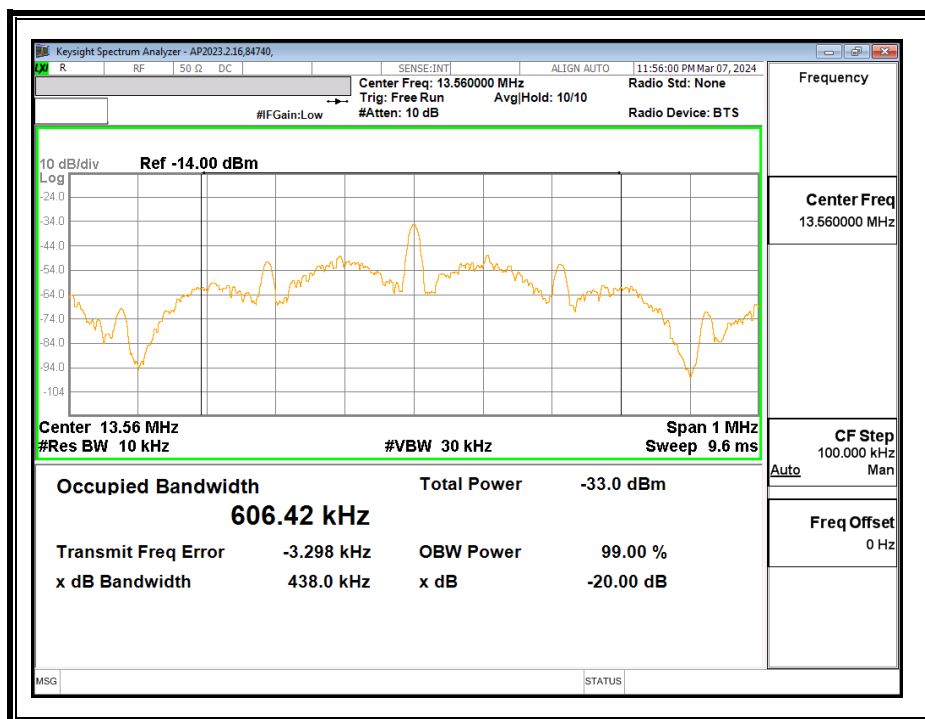 Keysight Spectrum Analyzer - AP2023.2.16,84740,
LXI R RF 50 Ω DC SENSE:INT ALIGN AUTO 11:56:00 PM Mar 07, 2024
Center Freq: 13.560000 MHz Radio Std: None
Trig: Free Run Avg|Hold: 10/10
#IFGain:Low #Atten: 10 dB Radio Device: BTS
Frequency
10 dB/div Ref -14.00 dBm
Log
-24.0
-34.0
-44.0
-54.0
-64.0
-74.0
-84.0
-94.0
-104
Center 13.56 MHz Span 1 MHz
#Res BW 10 kHz #VBW 30 kHz Sweep 9.6 ms
Center Freq
13.560000 MHz
CF Step
100.000 kHz
Auto Man
Freq Offset
0 Hz
Occupied Bandwidth Total Power -33.0 dBm
606.42 kHz
Transmit Freq Error -3.298 kHz OBW Power 99.00 %
x dB Bandwidth 438.0 kHz x dB -20.00 dB
MSG STATUS